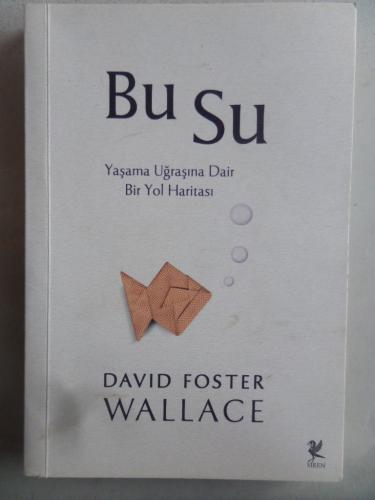 Bu Su
Yaşama Uğraşına Dair
Bir Yol Haritası
DAVID FOSTER
WALLACE
SİREN